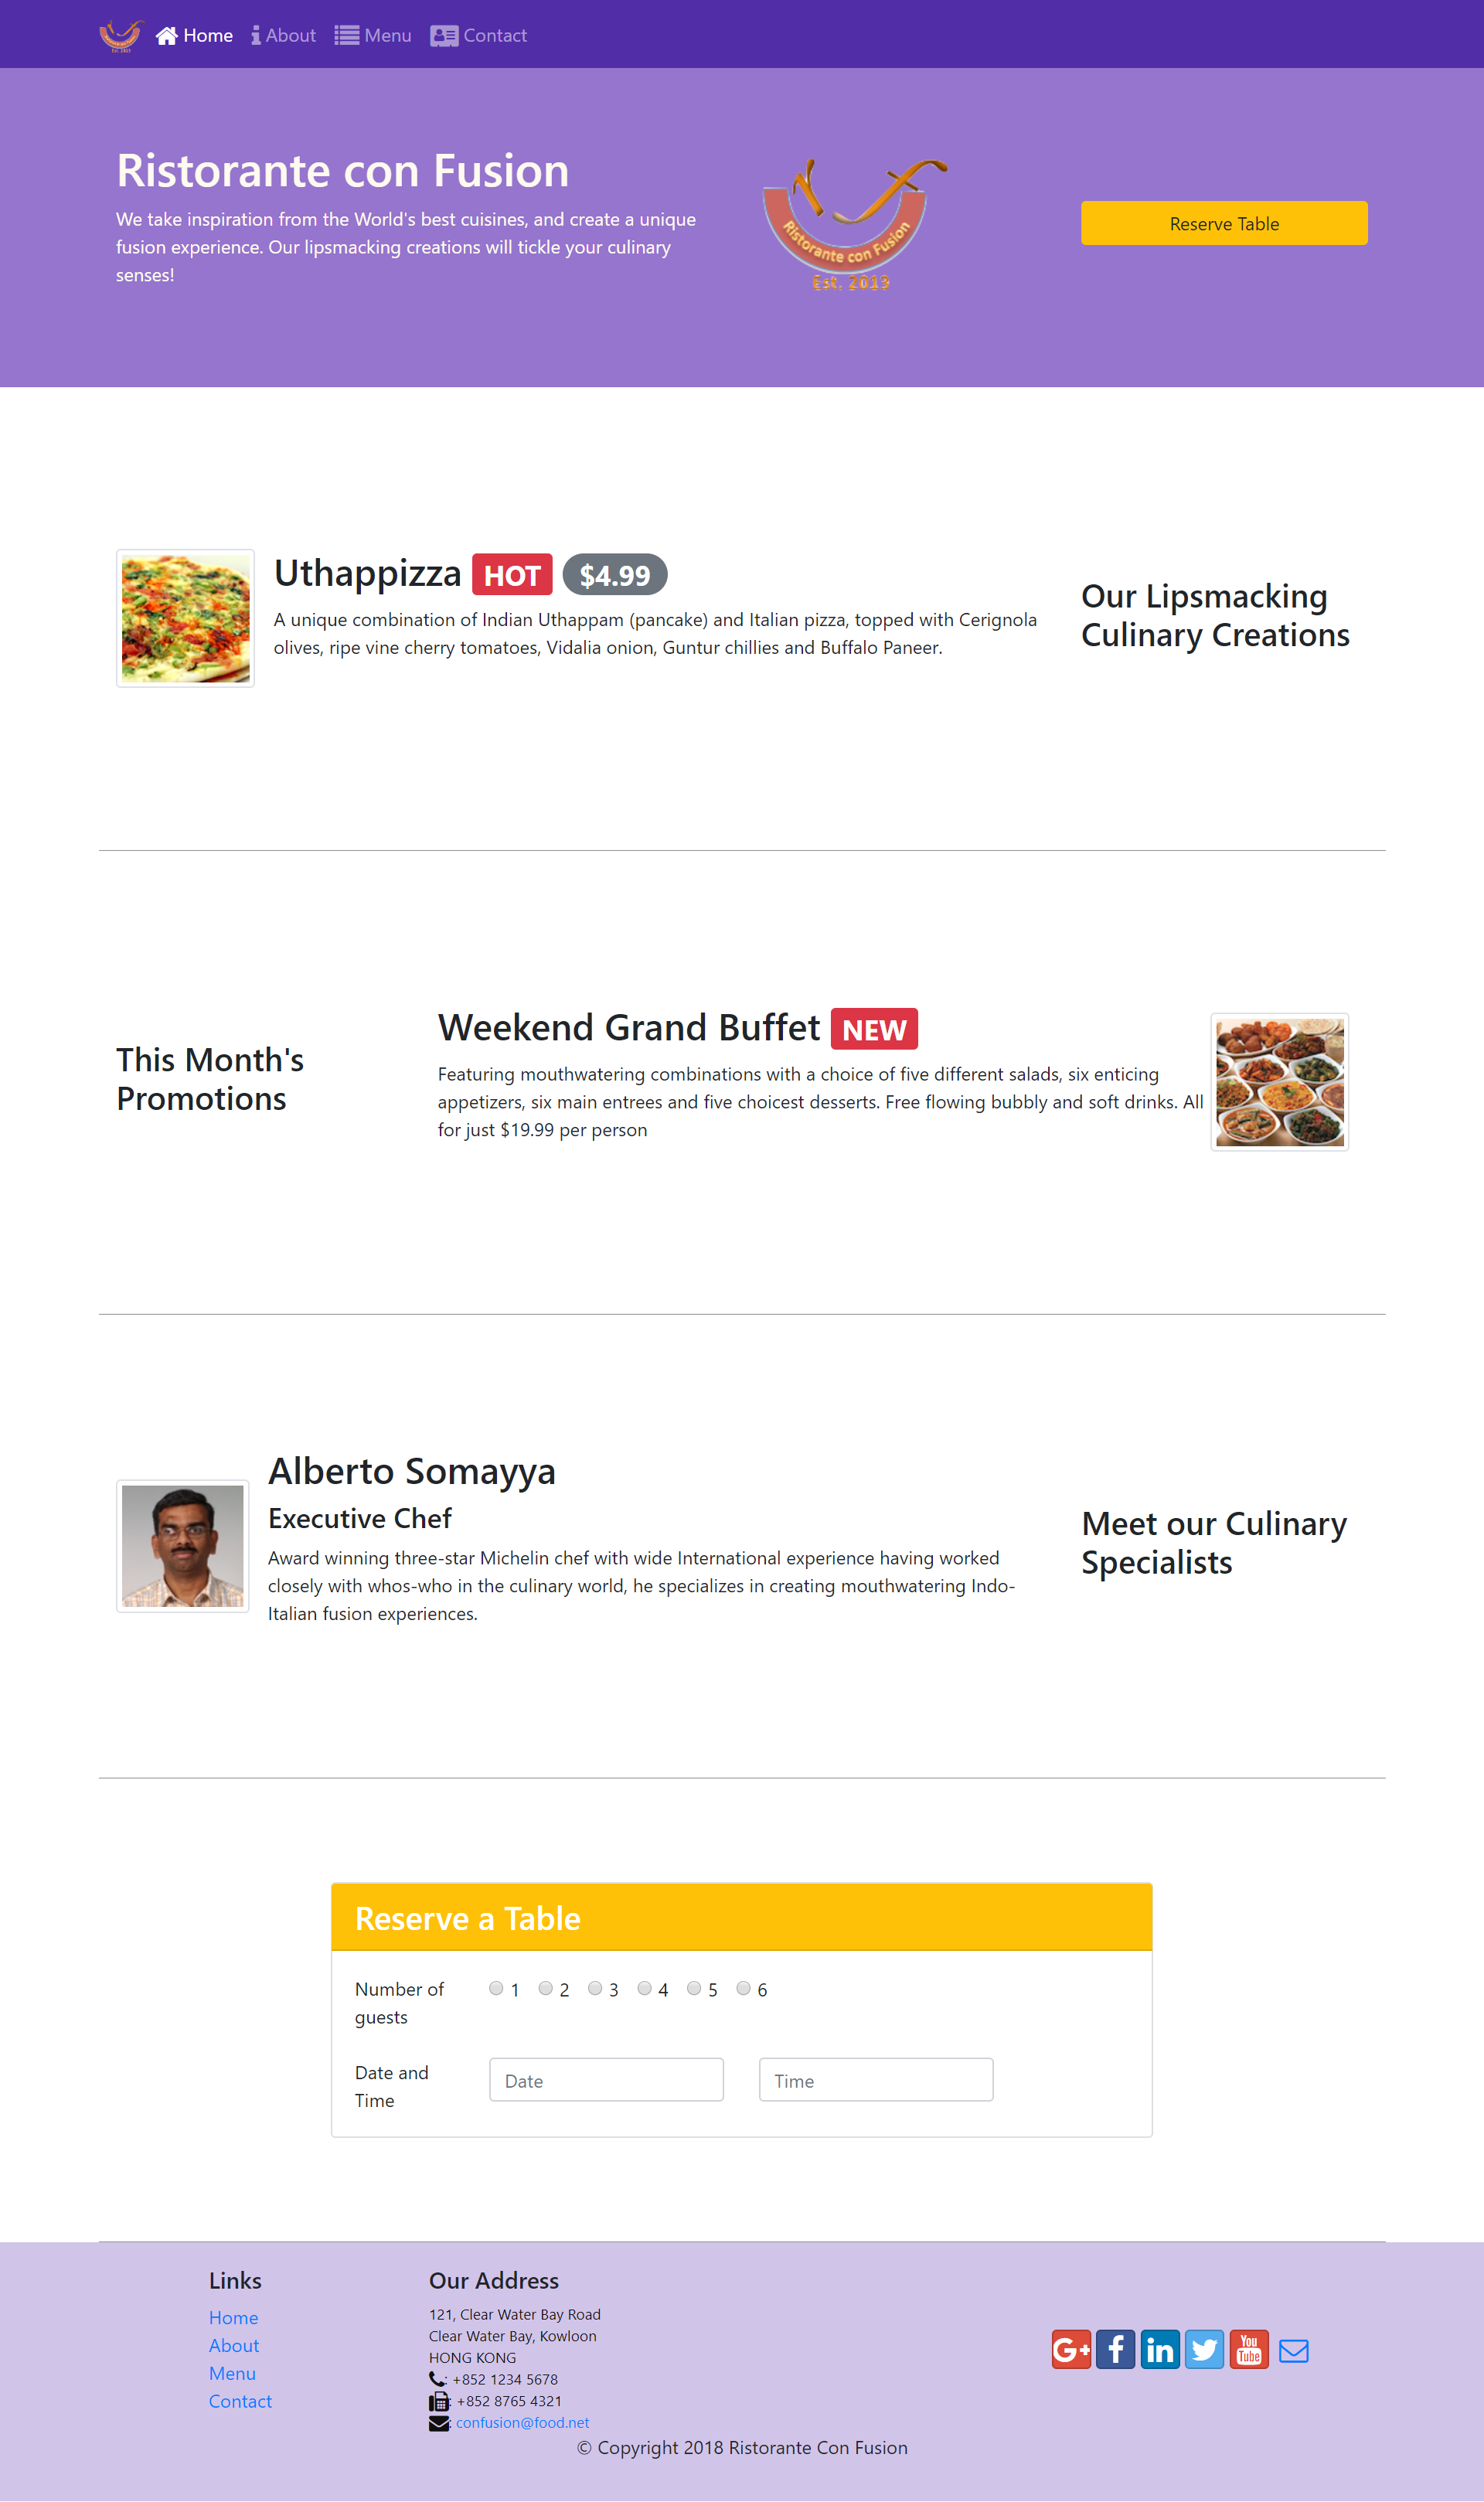 Home About Menu Contact
Ristorante con Fusion
We take inspiration from the World's best cuisines, and create a unique
fusion experience. Our lipsmacking creations will tickle your culinary
senses!
Ristorante con Fusion
Est. 2013
Reserve Table
Uthappizza HOT $4.99
A unique combination of Indian Uthappam (pancake) and Italian pizza, topped with Cerignola
olives, ripe vine cherry tomatoes, Vidalia onion, Guntur chillies and Buffalo Paneer.
Our Lipsmacking
Culinary Creations
This Month's
Promotions
Weekend Grand Buffet NEW
Featuring mouthwatering combinations with a choice of five different salads, six enticing
appetizers, six main entrees and five choicest desserts. Free flowing bubbly and soft drinks. All
for just $19.99 per person
Alberto Somayya
Executive Chef
Award winning three-star Michelin chef with wide International experience having worked
closely with whos-who in the culinary world, he specializes in creating mouthwatering Indo-
Italian fusion experiences.
Meet our Culinary
Specialists
Reserve a Table
Number of
guests
1 2 3 4 5 6
Date and
Time
Date Time
Links
Home
About
Menu
Contact
Our Address
121, Clear Water Bay Road
Clear Water Bay, Kowloon
HONG KONG
: +852 1234 5678
: +852 8765 4321
: confusion@food.net
G+ f in You Tube
© Copyright 2018 Ristorante Con Fusion